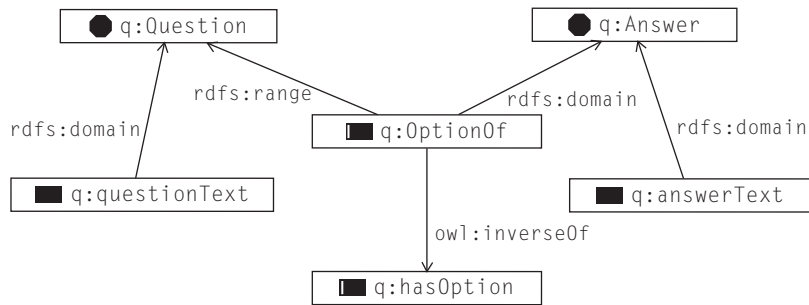 q:Question
q:Answer
rdfs:range
rdfs:domain
rdfs:domain
q:OptionOf
rdfs:domain
q:questionText
q:answerText
owl:inverseOf
q:hasOption